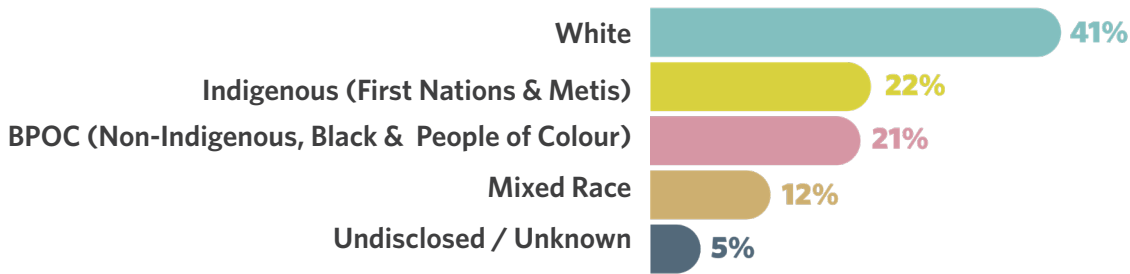 White 41%
Indigenous (First Nations & Metis) 22%
BPOC (Non-Indigenous, Black & People of Colour) 21%
Mixed Race 12%
Undisclosed / Unknown 5%